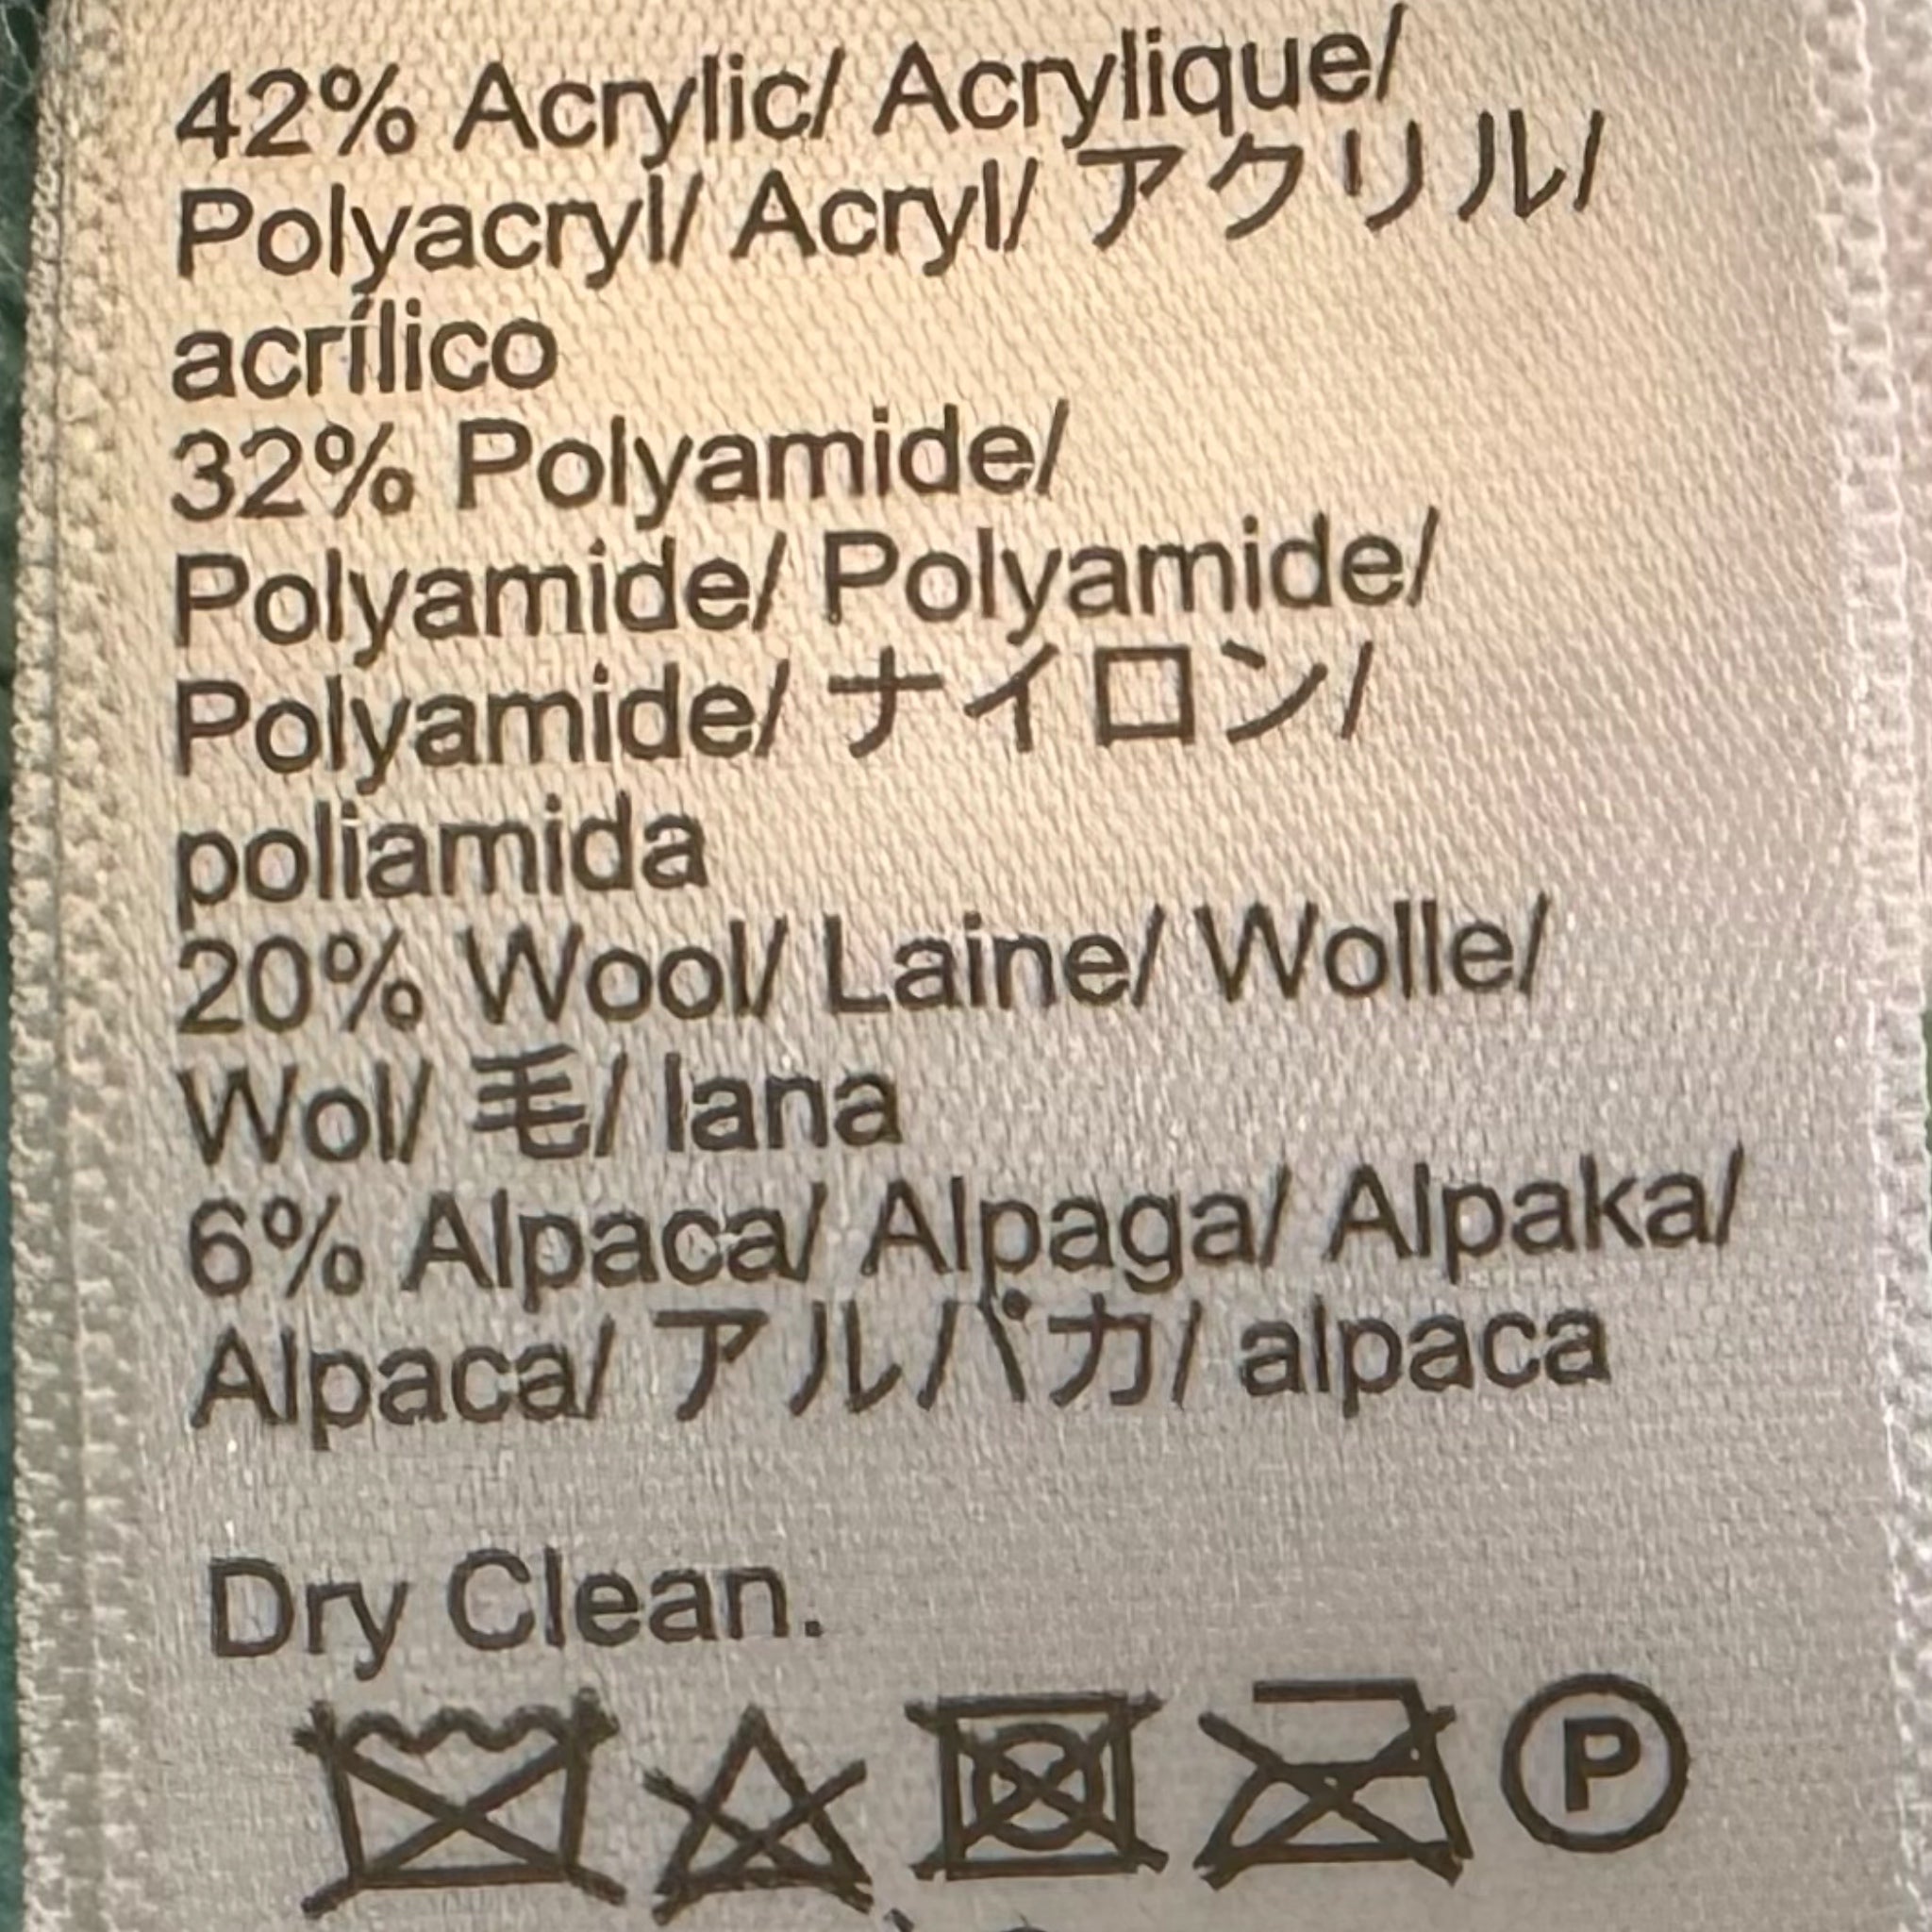 42% Acrylic/ Acrylique/
Polyacryl/ Acryl/ アクリル/
acrílico
32% Polyamide/
Polyamide/ Polyamide/
Polyamide/ ナイロン/
poliamida
20% Wool/ Laine/ Wolle/
Wol/ 毛/ lana
6% Alpaca/ Alpaga/ Alpaka/
Alpaca/ アルパカ/ alpaca
Dry Clean.
P